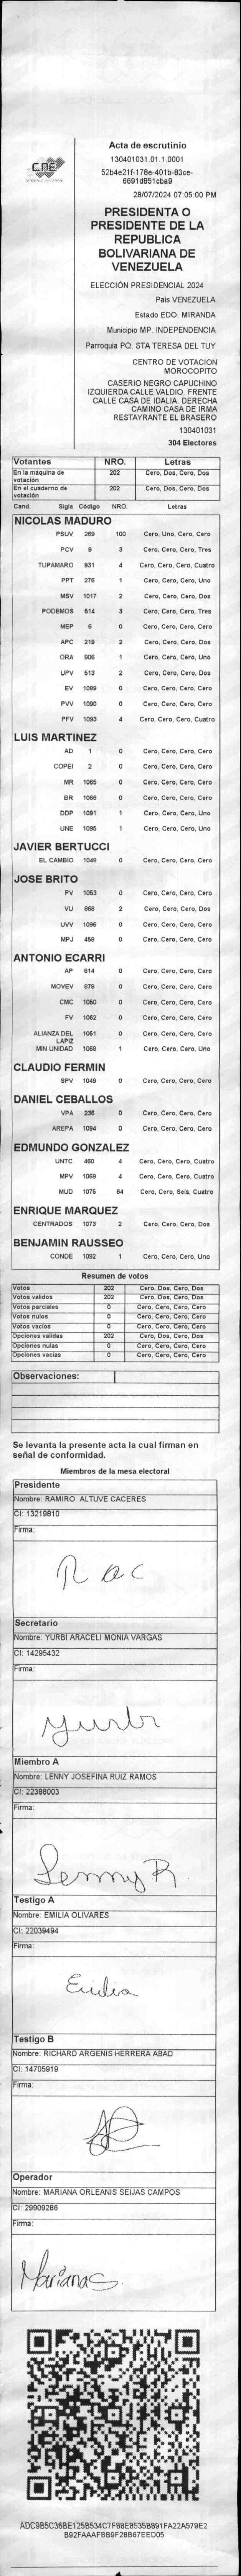 CNE
Acta de escrutinio
130401031.01.1.0001
52b4e21f-178e-401b-83ce-
6691d851cba9
28/07/2024 07:05:00 PM
PRESIDENTA O
PRESIDENTE DE LA
REPUBLICA
BOLIVARIANA DE
VENEZUELA
ELECCIÓN PRESIDENCIAL 2024
Pais VENEZUELA
Estado EDO. MIRANDA
Municipio MP. INDEPENDENCIA
Parroquia PQ. STA TERESA DEL TUY
CENTRO DE VOTACION
MOROCOPITO
CASERIO NEGRO CAPUCHINO
IZQUIERDA CALLE VALDIO. FRENTE
CALLE CASA DE IDALIA. DERECHA
CAMINO CASA DE IRMA
RESTAYRANTE EL BRASERO
130401031
304 Electores
Votantes NRO. Letras
En la máquina de votación 202 Cero, Dos, Cero, Dos
En el cuaderno de votación 202 Cero, Dos, Cero, Dos
Cand. Sigla Código NRO. Letras
NICOLAS MADURO
PSUV 269 100 Cero, Uno, Cero, Cero
PCV 9 3 Cero, Cero, Cero, Tres
TUPAMARO 931 4 Cero, Cero, Cero, Cuatro
PPT 276 1 Cero, Cero, Cero, Uno
MSV 1017 2 Cero, Cero, Cero, Dos
PODEMOS 514 3 Cero, Cero, Cero, Tres
MEP 6 0 Cero, Cero, Cero, Cero
APC 219 2 Cero, Cero, Cero, Dos
ORA 906 1 Cero, Cero, Cero, Uno
UPV 513 2 Cero, Cero, Cero, Dos
EV 1089 0 Cero, Cero, Cero, Cero
PVV 1090 0 Cero, Cero, Cero, Cero
PFV 1093 4 Cero, Cero, Cero, Cuatro
LUIS MARTINEZ
AD 1 0 Cero, Cero, Cero, Cero
COPEI 2 0 Cero, Cero, Cero, Cero
MR 1065 0 Cero, Cero, Cero, Cero
BR 1066 0 Cero, Cero, Cero, Cero
DDP 1091 1 Cero, Cero, Cero, Uno
UNE 1095 1 Cero, Cero, Cero, Uno
JAVIER BERTUCCI
EL CAMBIO 1048 0 Cero, Cero, Cero, Cero
JOSE BRITO
PV 1053 0 Cero, Cero, Cero, Cero
VU 868 2 Cero, Cero, Cero, Dos
UVV 1096 0 Cero, Cero, Cero, Cero
MPJ 458 0 Cero, Cero, Cero, Cero
ANTONIO ECARRI
AP 814 0 Cero, Cero, Cero, Cero
MOVEV 878 0 Cero, Cero, Cero, Cero
CMC 1050 0 Cero, Cero, Cero, Cero
FV 1062 0 Cero, Cero, Cero, Cero
ALIANZA DEL LAPIZ 1051 0 Cero, Cero, Cero, Cero
MIN UNIDAD 1068 1 Cero, Cero, Cero, Uno
CLAUDIO FERMIN
SPV 1049 0 Cero, Cero, Cero, Cero
DANIEL CEBALLOS
VPA 236 0 Cero, Cero, Cero, Cero
AREPA 1094 0 Cero, Cero, Cero, Cero
EDMUNDO GONZALEZ
UNTC 460 4 Cero, Cero, Cero, Cuatro
MPV 1069 4 Cero, Cero, Cero, Cuatro
MUD 1075 64 Cero, Cero, Seis, Cuatro
ENRIQUE MARQUEZ
CENTRADOS 1073 2 Cero, Cero, Cero, Dos
BENJAMIN RAUSSEO
CONDE 1092 1 Cero, Cero, Cero, Uno
Resumen de votos
Votos 202 Cero, Dos, Cero, Dos
Votos validos 202 Cero, Dos, Cero, Dos
Votos parciales 0 Cero, Cero, Cero, Cero
Votos nulos 0 Cero, Cero, Cero, Cero
Votos vacios 0 Cero, Cero, Cero, Cero
Opciones validas 202 Cero, Dos, Cero, Dos
Opciones nulas 0 Cero, Cero, Cero, Cero
Opciones vacias 0 Cero, Cero, Cero, Cero
Observaciones:
Se levanta la presente acta la cual firman en
señal de conformidad.
Miembros de la mesa electoral
Presidente
Nombre: RAMIRO ALTUVE CACERES
CI: 13219810
Firma:
Secretario
Nombre: YURBI ARACELI MONIA VARGAS
CI: 14295432
Firma:
Yurbi
Miembro A
Nombre: LENNY JOSEFINA RUIZ RAMOS
CI: 22388003
Firma:
Lenny R.
Testigo A
Nombre: EMILIA OLIVARES
CI: 22039494
Firma:
Emilia
Testigo B
Nombre: RICHARD ARGENIS HERRERA ABAD
CI: 14705919
Firma:
Operador
Nombre: MARIANA ORLEANIS SEIJAS CAMPOS
CI: 29909286
Firma:
Marianas
ADC9B5C36BE125B534C7F88E8535B891FA22A579E2
B92FAAAFBB9F28B67EED05